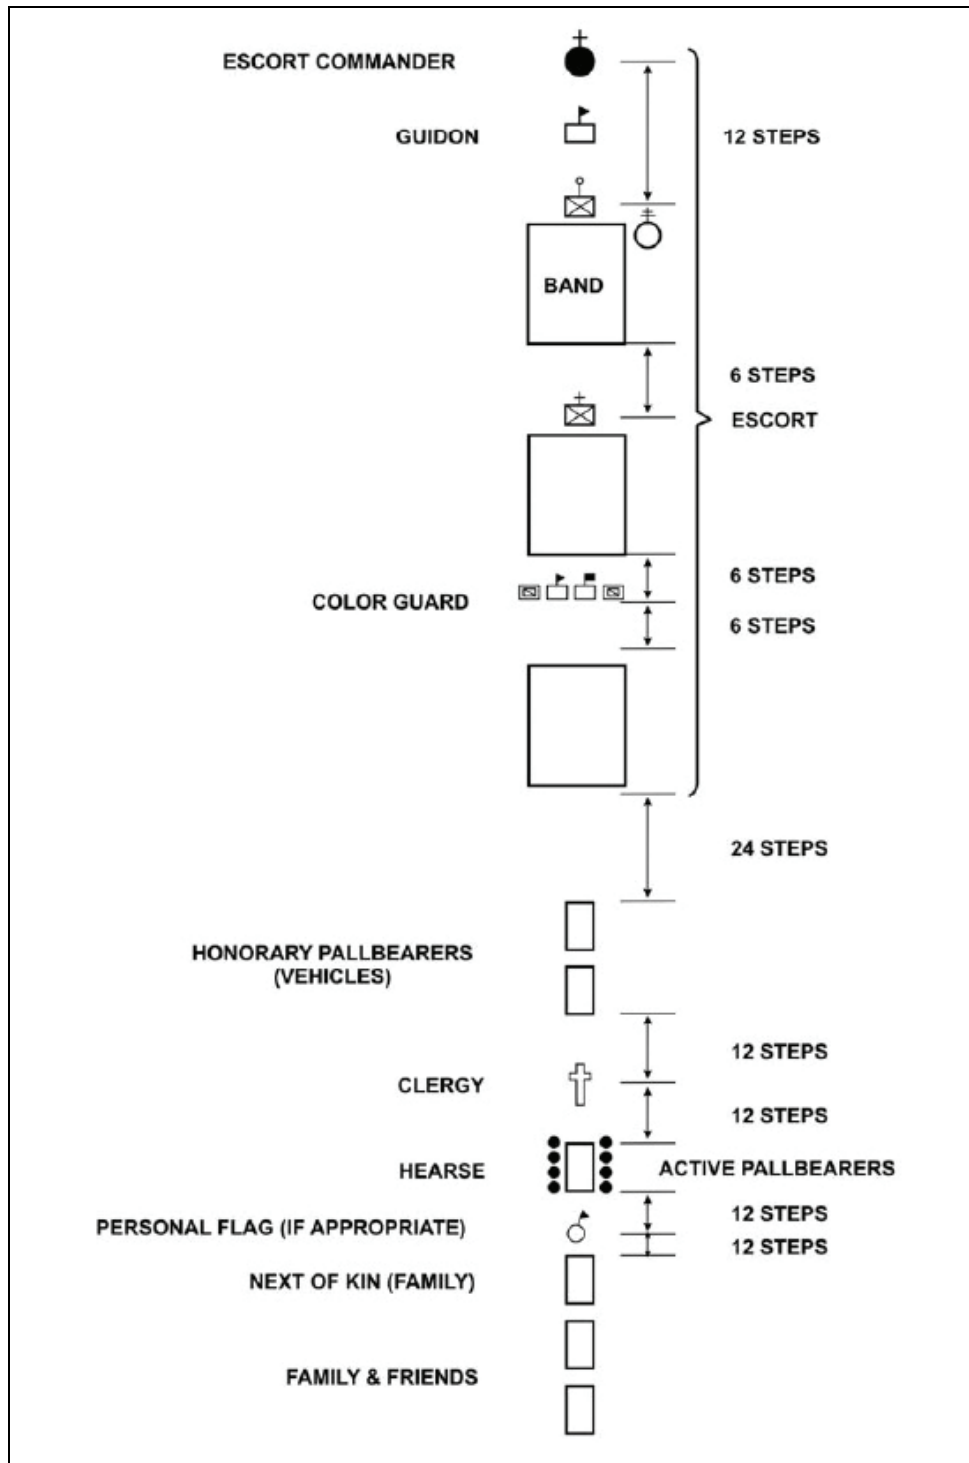 ESCORT COMMANDER
GUIDON
12 STEPS
BAND
6 STEPS
ESCORT
6 STEPS
COLOR GUARD
6 STEPS
24 STEPS
HONORARY PALLBEARERS
(VEHICLES)
12 STEPS
CLERGY
12 STEPS
HEARSE
ACTIVE PALLBEARERS
12 STEPS
PERSONAL FLAG (IF APPROPRIATE)
12 STEPS
NEXT OF KIN (FAMILY)
FAMILY & FRIENDS